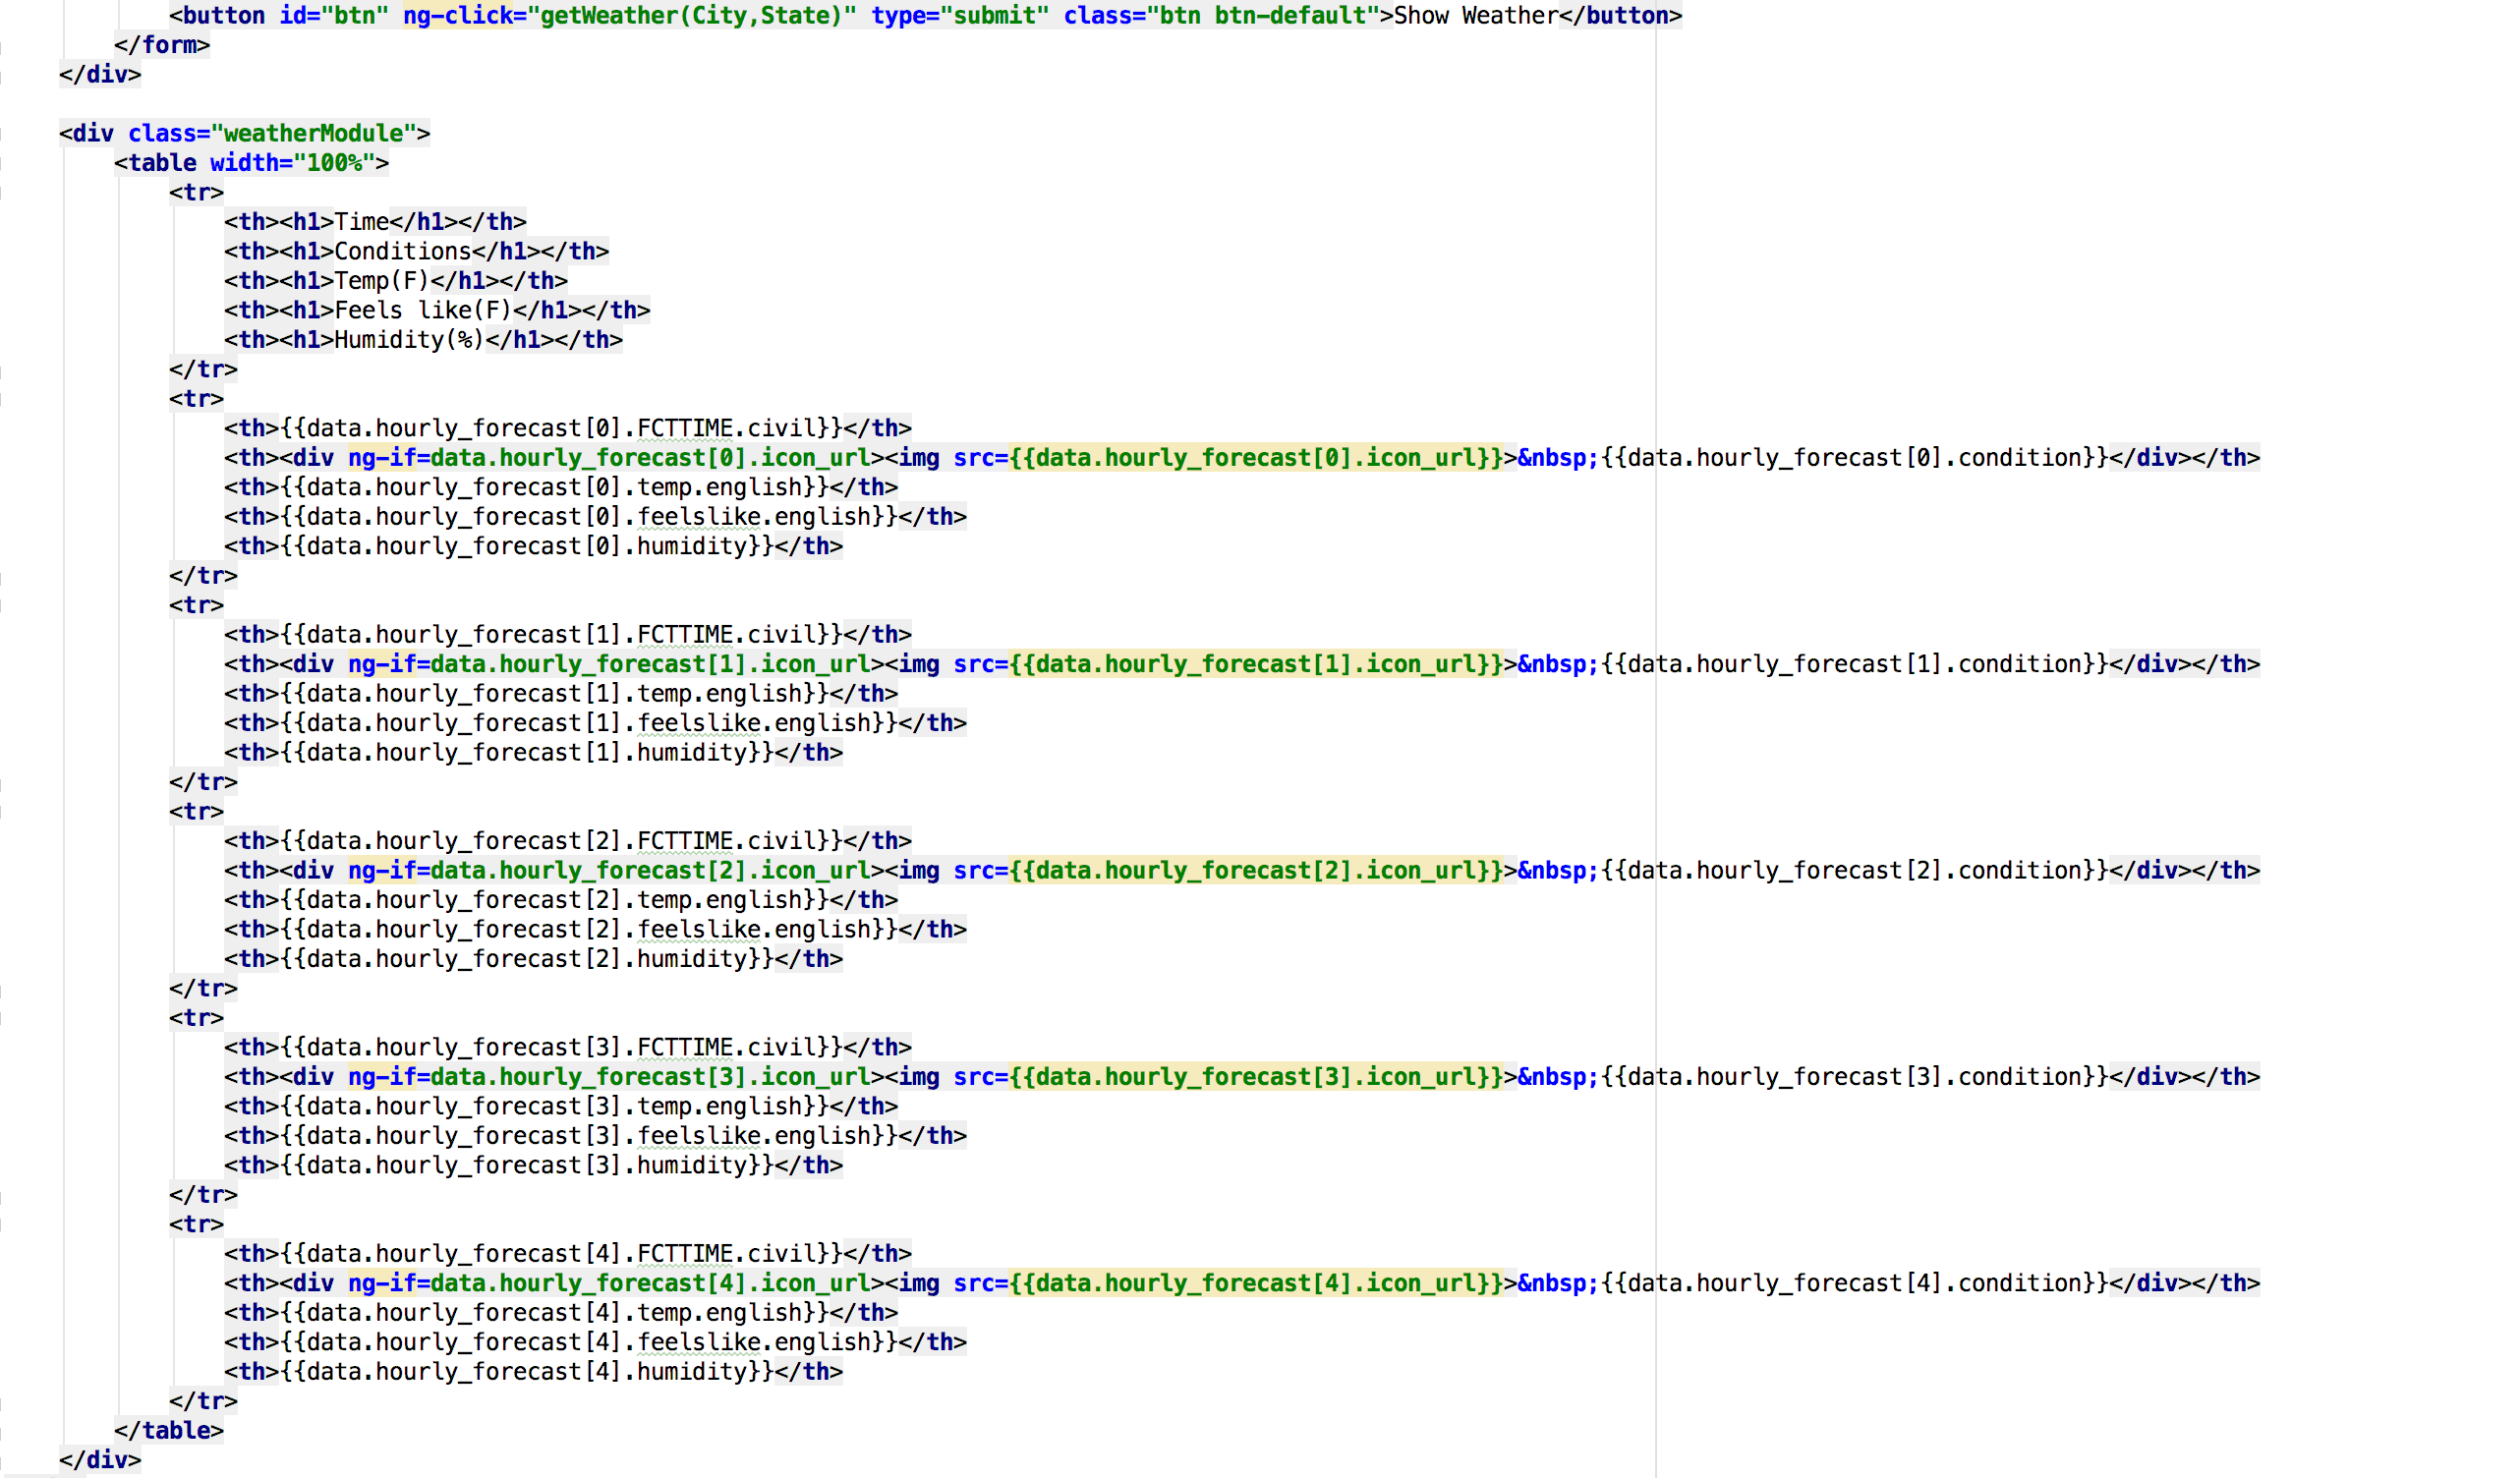 <button id="btn" ng-click="getWeather(City,State)" type="submit" class="btn btn-default">Show Weather</button>
</form>
</div>
<div class="weatherModule">
<table width="100%">
<tr>
<th><h1>Time</h1></th>
<th><h1>Conditions</h1></th>
<th><h1>Temp(F)</h1></th>
<th><h1>Feels like(F)</h1></th>
<th><h1>Humidity(%)</h1></th>
</tr>
<tr>
<th>{{data.hourly_forecast[0].FCTTIME.civil}}</th>
<th><div ng-if=data.hourly_forecast[0].icon_url><img src={{data.hourly_forecast[0].icon_url}}>&nbsp;{{data.hourly_forecast[0].condition}}</div></th>
<th>{{data.hourly_forecast[0].temp.english}}</th>
<th>{{data.hourly_forecast[0].feelslike.english}}</th>
<th>{{data.hourly_forecast[0].humidity}}</th>
</tr>
<tr>
<th>{{data.hourly_forecast[1].FCTTIME.civil}}</th>
<th><div ng-if=data.hourly_forecast[1].icon_url><img src={{data.hourly_forecast[1].icon_url}}>&nbsp;{{data.hourly_forecast[1].condition}}</div></th>
<th>{{data.hourly_forecast[1].temp.english}}</th>
<th>{{data.hourly_forecast[1].feelslike.english}}</th>
<th>{{data.hourly_forecast[1].humidity}}</th>
</tr>
<tr>
<th>{{data.hourly_forecast[2].FCTTIME.civil}}</th>
<th><div ng-if=data.hourly_forecast[2].icon_url><img src={{data.hourly_forecast[2].icon_url}}>&nbsp;{{data.hourly_forecast[2].condition}}</div></th>
<th>{{data.hourly_forecast[2].temp.english}}</th>
<th>{{data.hourly_forecast[2].feelslike.english}}</th>
<th>{{data.hourly_forecast[2].humidity}}</th>
</tr>
<tr>
<th>{{data.hourly_forecast[3].FCTTIME.civil}}</th>
<th><div ng-if=data.hourly_forecast[3].icon_url><img src={{data.hourly_forecast[3].icon_url}}>&nbsp;{{data.hourly_forecast[3].condition}}</div></th>
<th>{{data.hourly_forecast[3].temp.english}}</th>
<th>{{data.hourly_forecast[3].feelslike.english}}</th>
<th>{{data.hourly_forecast[3].humidity}}</th>
</tr>
<tr>
<th>{{data.hourly_forecast[4].FCTTIME.civil}}</th>
<th><div ng-if=data.hourly_forecast[4].icon_url><img src={{data.hourly_forecast[4].icon_url}}>&nbsp;{{data.hourly_forecast[4].condition}}</div></th>
<th>{{data.hourly_forecast[4].temp.english}}</th>
<th>{{data.hourly_forecast[4].feelslike.english}}</th>
<th>{{data.hourly_forecast[4].humidity}}</th>
</tr>
</table>
</div>